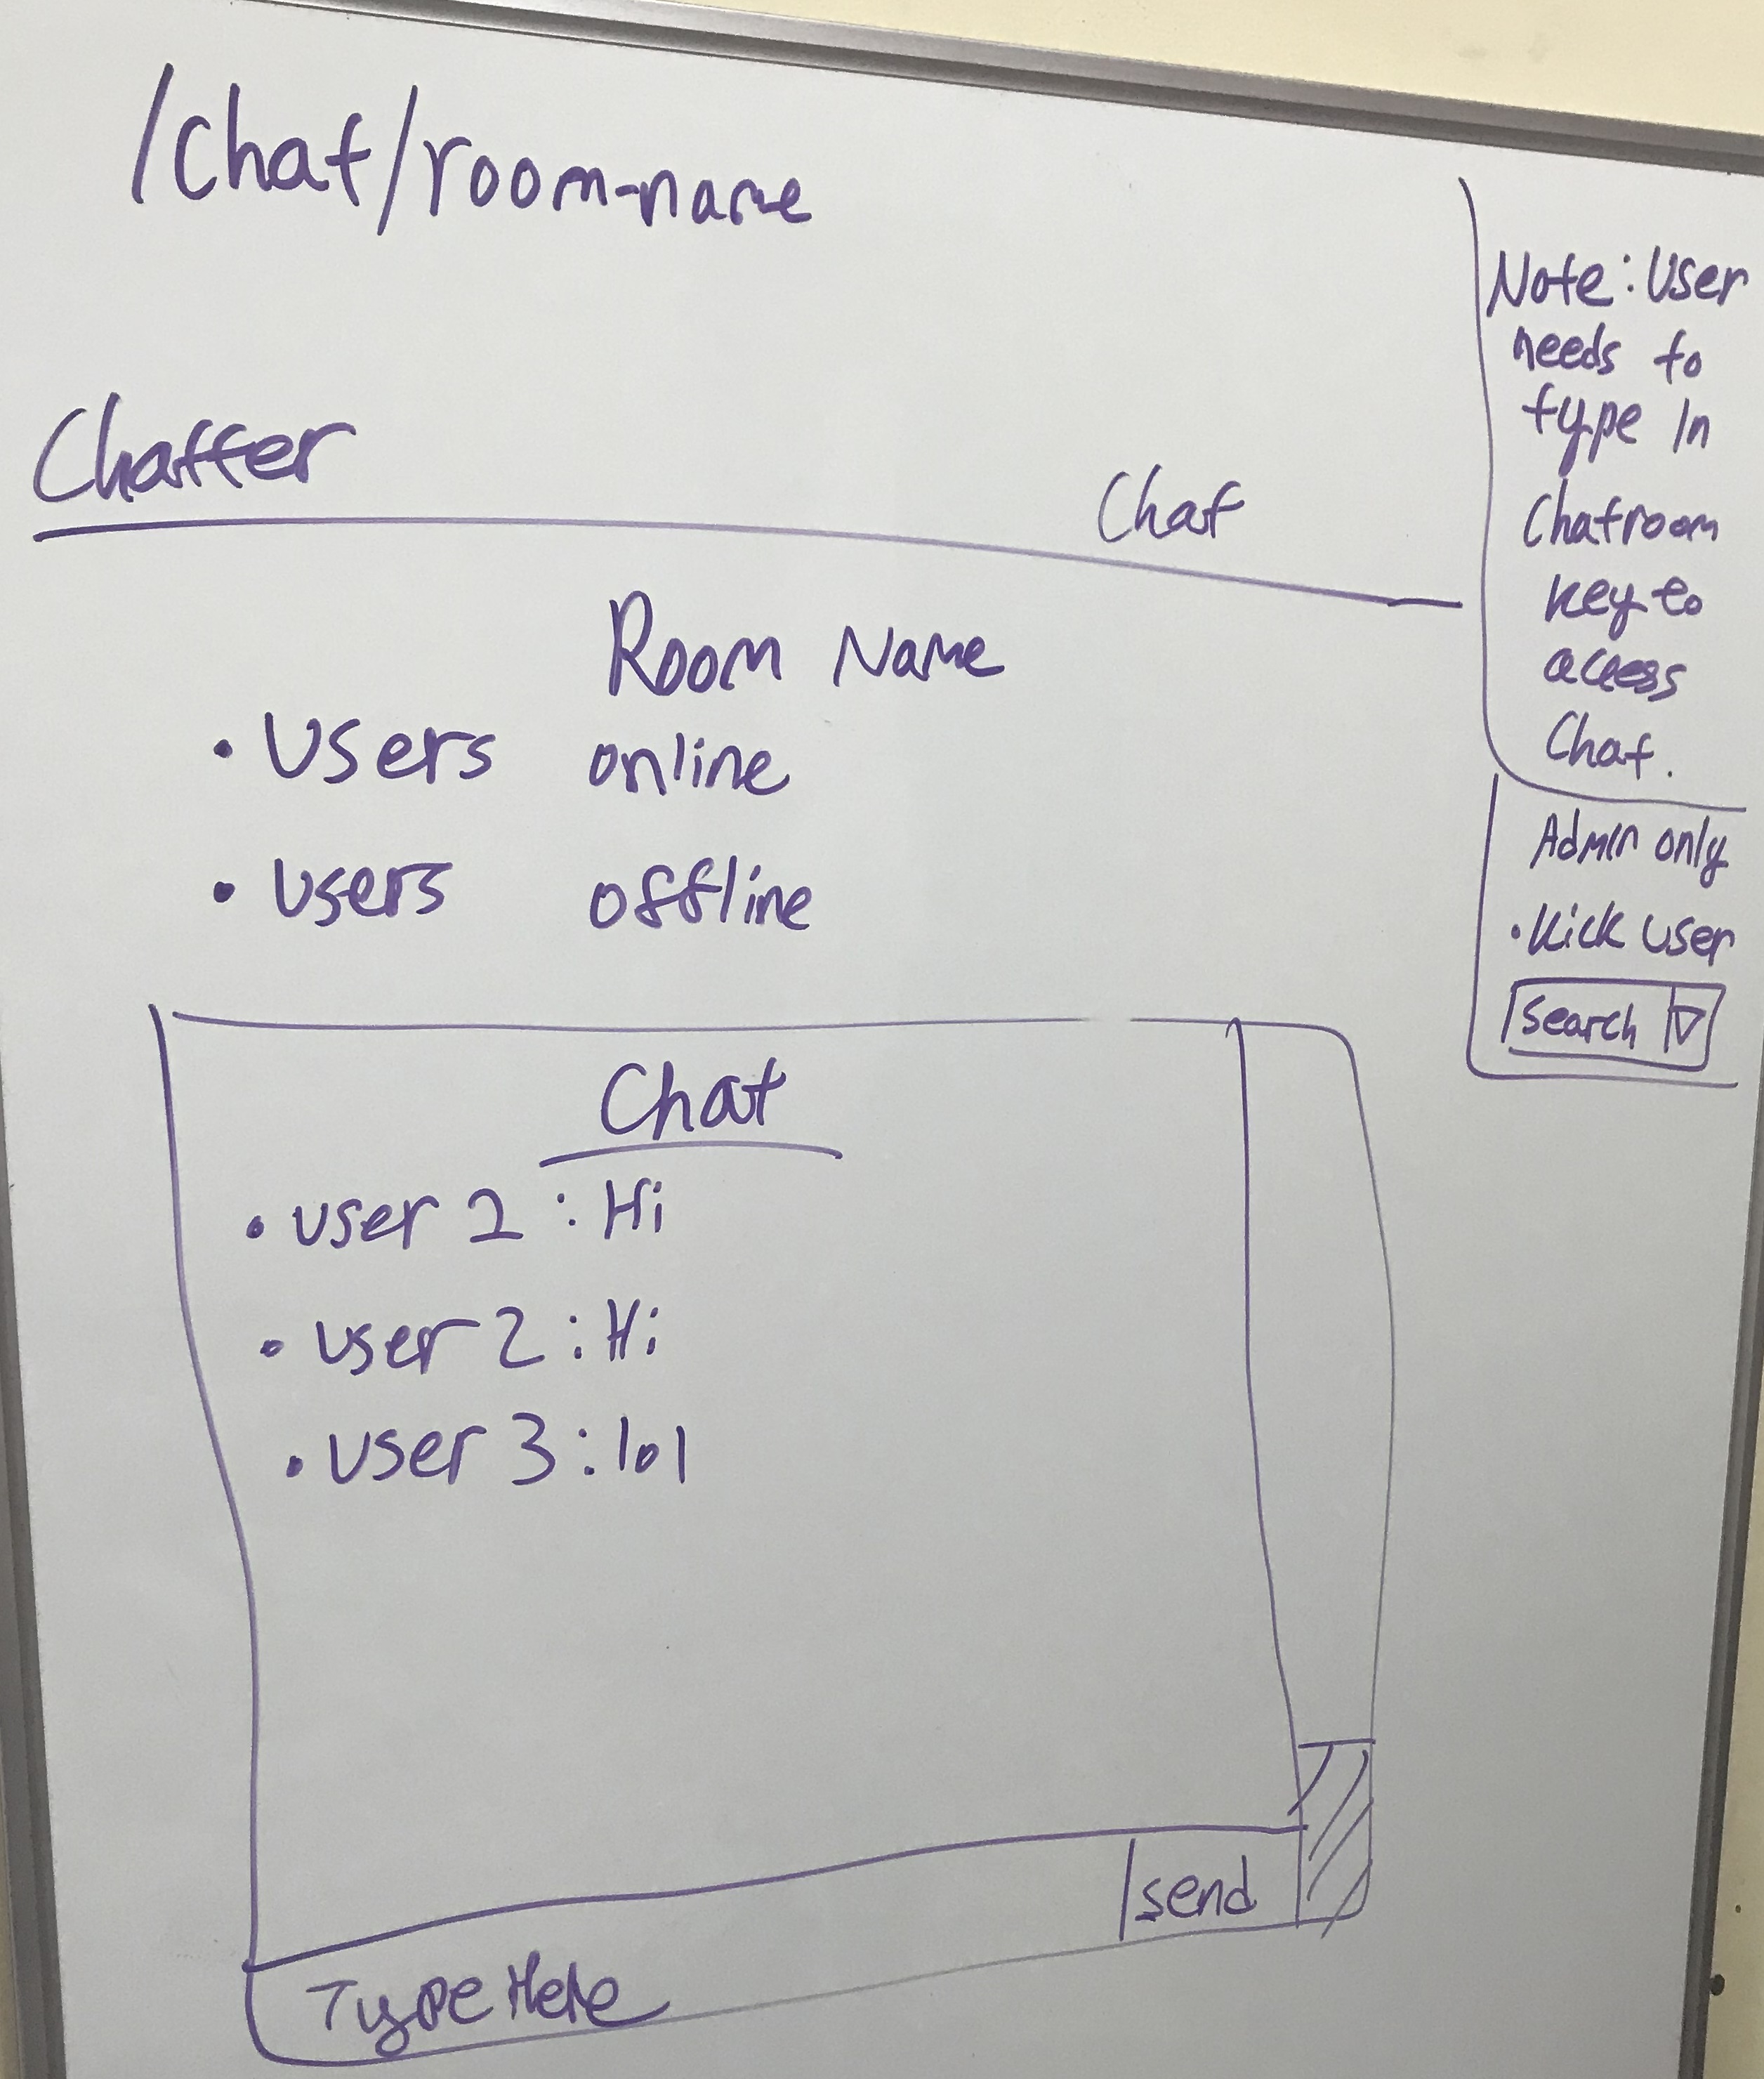 /chat/room-name
Chatter
Chat
Room Name
• Users online
• Users offline
Chat
• user 2 : Hi
• user 2 : Hi
• user 3 : lol
Type Here
send
Note: User
needs to
type in
Chatroom
key to
access
Chat.
Admin only
• Kick user
Search